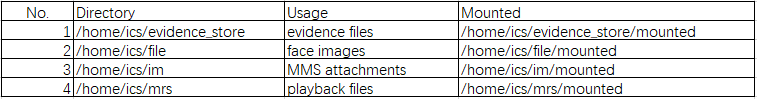 No. Directory Usage Mounted
1 /home/ics/evidence_store evidence files /home/ics/evidence_store/mounted
2 /home/ics/file face images /home/ics/file/mounted
3 /home/ics/im MMS attachments /home/ics/im/mounted
4 /home/ics/mrs playback files /home/ics/mrs/mounted